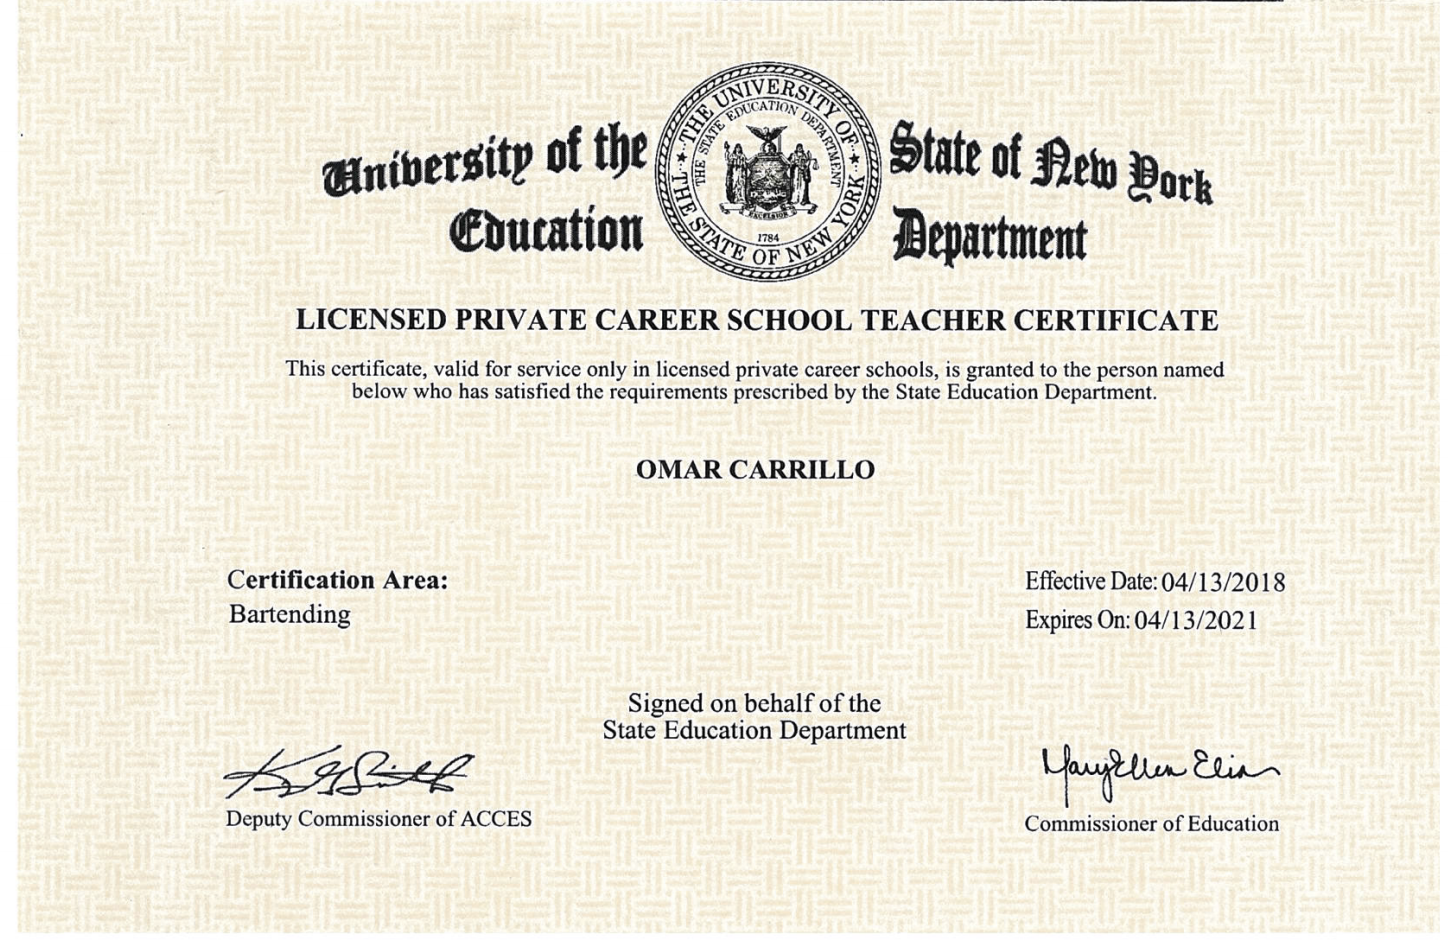 University of the State of New York
Education Department
THE UNIVERSITY OF THE STATE OF NEW YORK
THE STATE EDUCATION DEPARTMENT
EXCELSIOR
1784
LICENSED PRIVATE CAREER SCHOOL TEACHER CERTIFICATE
This certificate, valid for service only in licensed private career schools, is granted to the person named
below who has satisfied the requirements prescribed by the State Education Department.
OMAR CARRILLO
Certification Area:
Bartending
Effective Date: 04/13/2018
Expires On: 04/13/2021
Signed on behalf of the
State Education Department
MaryEllen Elia
Deputy Commissioner of ACCES
Commissioner of Education